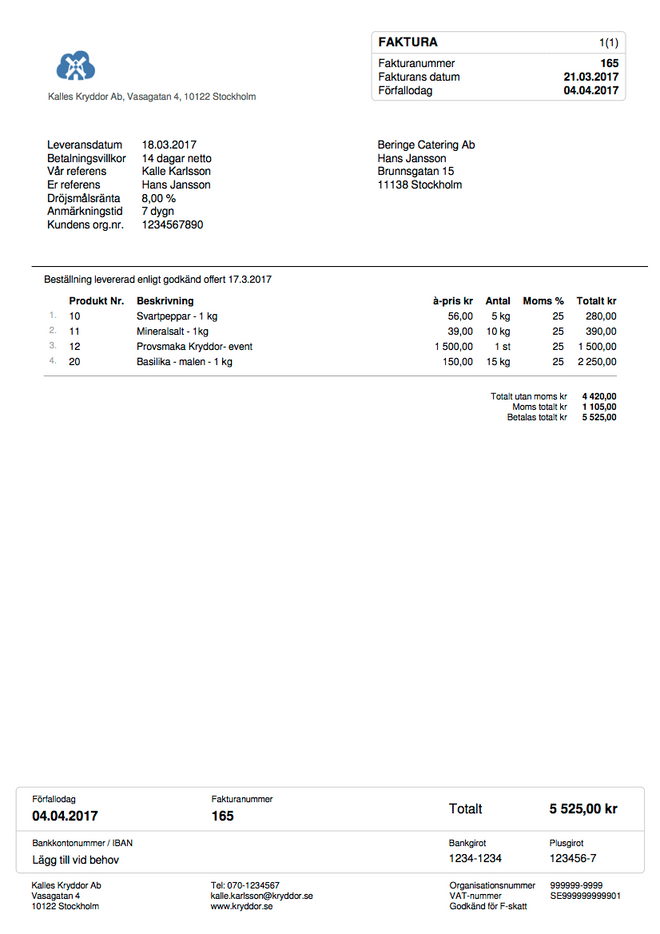 FAKTURA 1(1)
Fakturanummer 165
Fakturans datum 21.03.2017
Förfallodag 04.04.2017
Kalles Kryddor Ab, Vasagatan 4, 10122 Stockholm
Leveransdatum 18.03.2017
Betalningsvillkor 14 dagar netto
Vår referens Kalle Karlsson
Er referens Hans Jansson
Dröjsmålsränta 8,00 %
Anmärkningstid 7 dygn
Kundens org.nr. 1234567890
Beringe Catering Ab
Hans Jansson
Brunnsgatan 15
11138 Stockholm
Beställning levererad enligt godkänd offert 17.3.2017
Produkt Nr. Beskrivning à-pris kr Antal Moms % Totalt kr
1. 10 Svartpeppar - 1 kg 56,00 5 kg 25 280,00
2. 11 Mineralsalt - 1kg 39,00 10 kg 25 390,00
3. 12 Provsmaka Kryddor- event 1 500,00 1 st 25 1 500,00
4. 20 Basilika - malen - 1 kg 150,00 15 kg 25 2 250,00
Totalt utan moms kr 4 420,00
Moms totalt kr 1 105,00
Betalas totalt kr 5 525,00
Förfallodag Fakturanummer
04.04.2017 165 Totalt 5 525,00 kr
Bankkontonummer / IBAN Bankgirot Plusgirot
Lägg till vid behov 1234-1234 123456-7
Kalles Kryddor Ab Tel: 070-1234567 Organisationsnummer 999999-9999
Vasagatan 4 kalle.karlsson@kryddor.se VAT-nummer SE999999999901
10122 Stockholm www.kryddor.se Godkänd för F-skatt